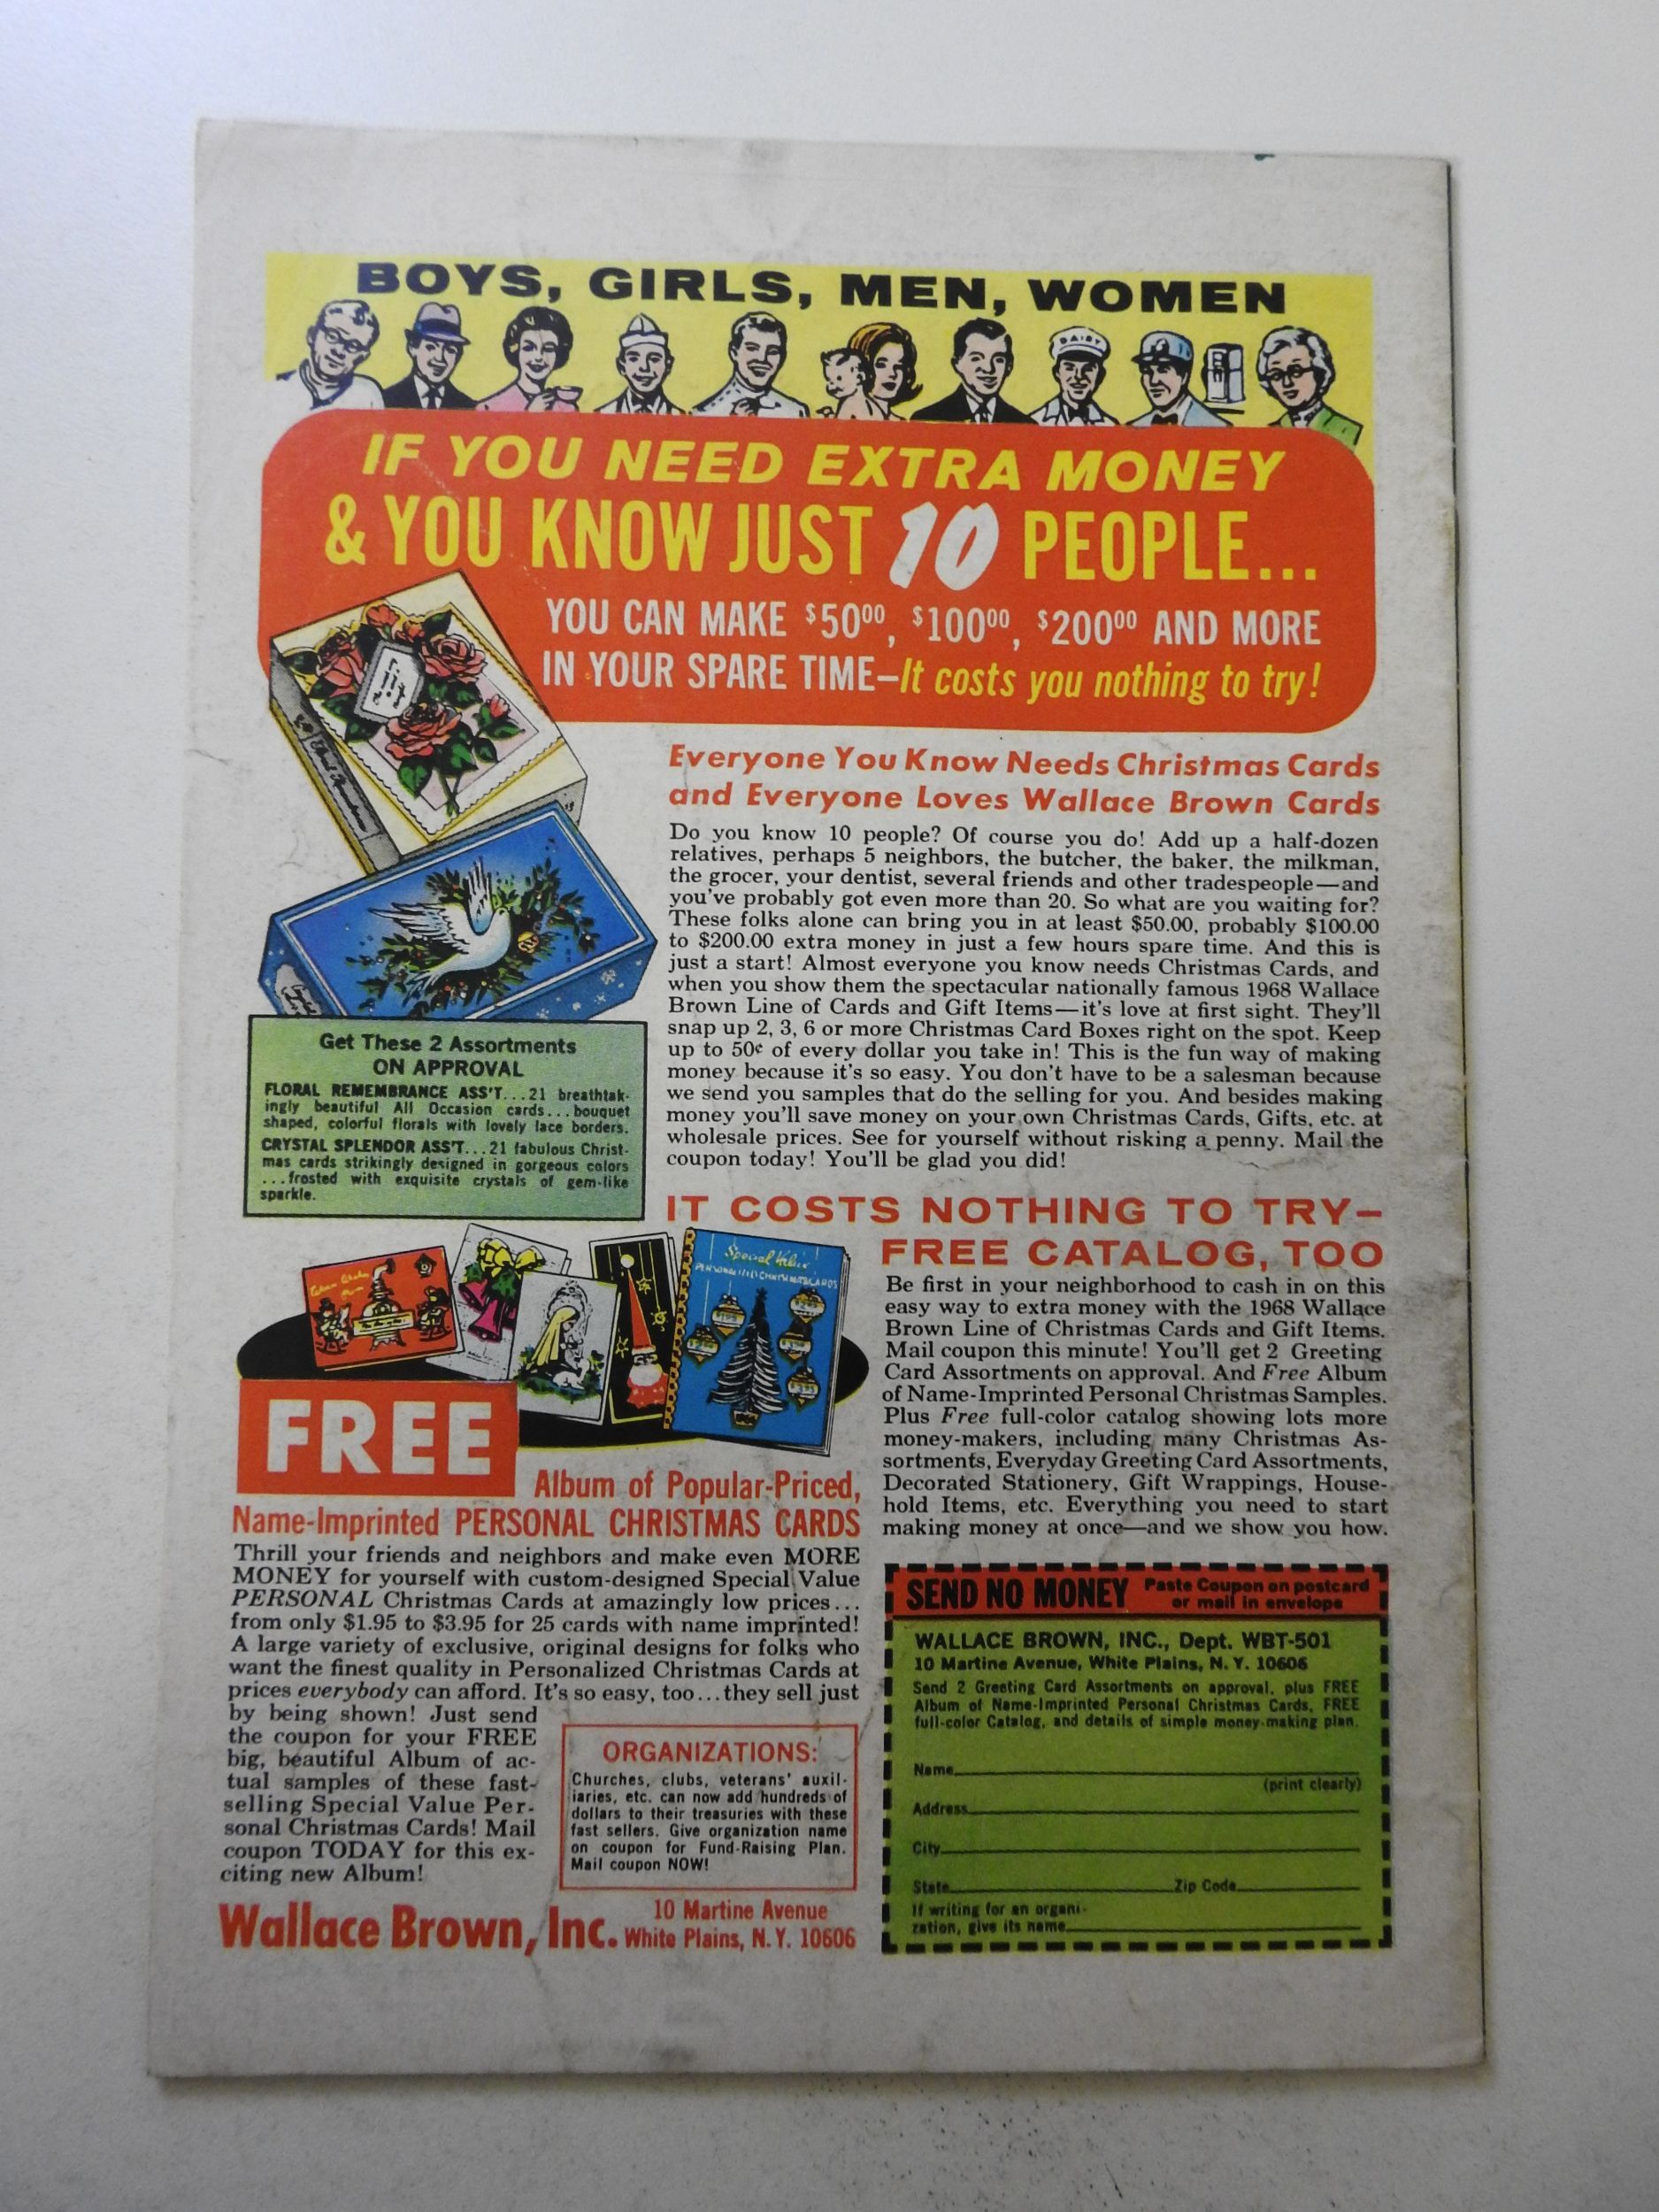 BOYS, GIRLS, MEN, WOMEN
DAIRY
IF YOU NEED EXTRA MONEY
& YOU KNOW JUST 10 PEOPLE...
YOU CAN MAKE $50⁰⁰, $100⁰⁰, $200⁰⁰ AND MORE
IN YOUR SPARE TIME—It costs you nothing to try!
Everyone You Know Needs Christmas Cards
and Everyone Loves Wallace Brown Cards
Do you know 10 people? Of course you do! Add up a half-dozen
relatives, perhaps 5 neighbors, the butcher, the baker, the milkman,
the grocer, your dentist, several friends and other tradespeople—and
you've probably got even more than 20. So what are you waiting for?
These folks alone can bring you in at least $50.00, probably $100.00
to $200.00 extra money in just a few hours spare time. And this is
just a start! Almost everyone you know needs Christmas Cards, and
when you show them the spectacular nationally famous 1968 Wallace
Brown Line of Cards and Gift Items—it's love at first sight. They'll
snap up 2, 3, 6 or more Christmas Card Boxes right on the spot. Keep
up to 50¢ of every dollar you take in! This is the fun way of making
money because it's so easy. You don't have to be a salesman because
we send you samples that do the selling for you. And besides making
money you'll save money on your own Christmas Cards, Gifts, etc. at
wholesale prices. See for yourself without risking a penny. Mail the
coupon today! You'll be glad you did!
Get These 2 Assortments
ON APPROVAL
FLORAL REMEMBRANCE ASS'T...21 breathtak-
ingly beautiful All Occasion cards...bouquet
shaped, colorful florals with lovely lace borders.
CRYSTAL SPLENDOR ASS'T...21 fabulous Christ-
mas cards strikingly designed in gorgeous colors
...frosted with exquisite crystals of gem-like
sparkle.
IT COSTS NOTHING TO TRY—
FREE CATALOG, TOO
Be first in your neighborhood to cash in on this
easy way to extra money with the 1968 Wallace
Brown Line of Christmas Cards and Gift Items.
Mail coupon this minute! You'll get 2 Greeting
Card Assortments on approval. And Free Album
of Name-Imprinted Personal Christmas Samples.
Plus Free full-color catalog showing lots more
money-makers, including many Christmas As-
sortments, Everyday Greeting Card Assortments,
Decorated Stationery, Gift Wrappings, House-
hold Items, etc. Everything you need to start
making money at once—and we show you how.
Special Value
PERSONALIZED CHRISTMAS CARDS
FREE
Album of Popular-Priced,
Name-Imprinted PERSONAL CHRISTMAS CARDS
Thrill your friends and neighbors and make even MORE
MONEY for yourself with custom-designed Special Value
PERSONAL Christmas Cards at amazingly low prices...
from only $1.95 to $3.95 for 25 cards with name imprinted!
A large variety of exclusive, original designs for folks who
want the finest quality in Personalized Christmas Cards at
prices everybody can afford. It's so easy, too...they sell just
by being shown! Just send
the coupon for your FREE
big, beautiful Album of ac-
tual samples of these fast-
selling Special Value Per-
sonal Christmas Cards! Mail
coupon TODAY for this ex-
citing new Album!
ORGANIZATIONS:
Churches, clubs, veterans' auxil-
iaries, etc. can now add hundreds of
dollars to their treasuries with these
fast sellers. Give organization name
on coupon for Fund-Raising Plan.
Mail coupon NOW!
Wallace Brown, Inc.
10 Martine Avenue
White Plains, N.Y. 10606
SEND NO MONEY
Paste Coupon on postcard
or mail in envelope
WALLACE BROWN, INC., Dept. WBT-501
10 Martine Avenue, White Plains, N.Y. 10606
Send 2 Greeting Card Assortments on approval, plus FREE
Album of Name-Imprinted Personal Christmas Cards, FREE
full-color Catalog, and details of simple money-making plan.
Name
(print clearly)
Address
City
State Zip Code
If writing for an organi-
zation, give its name